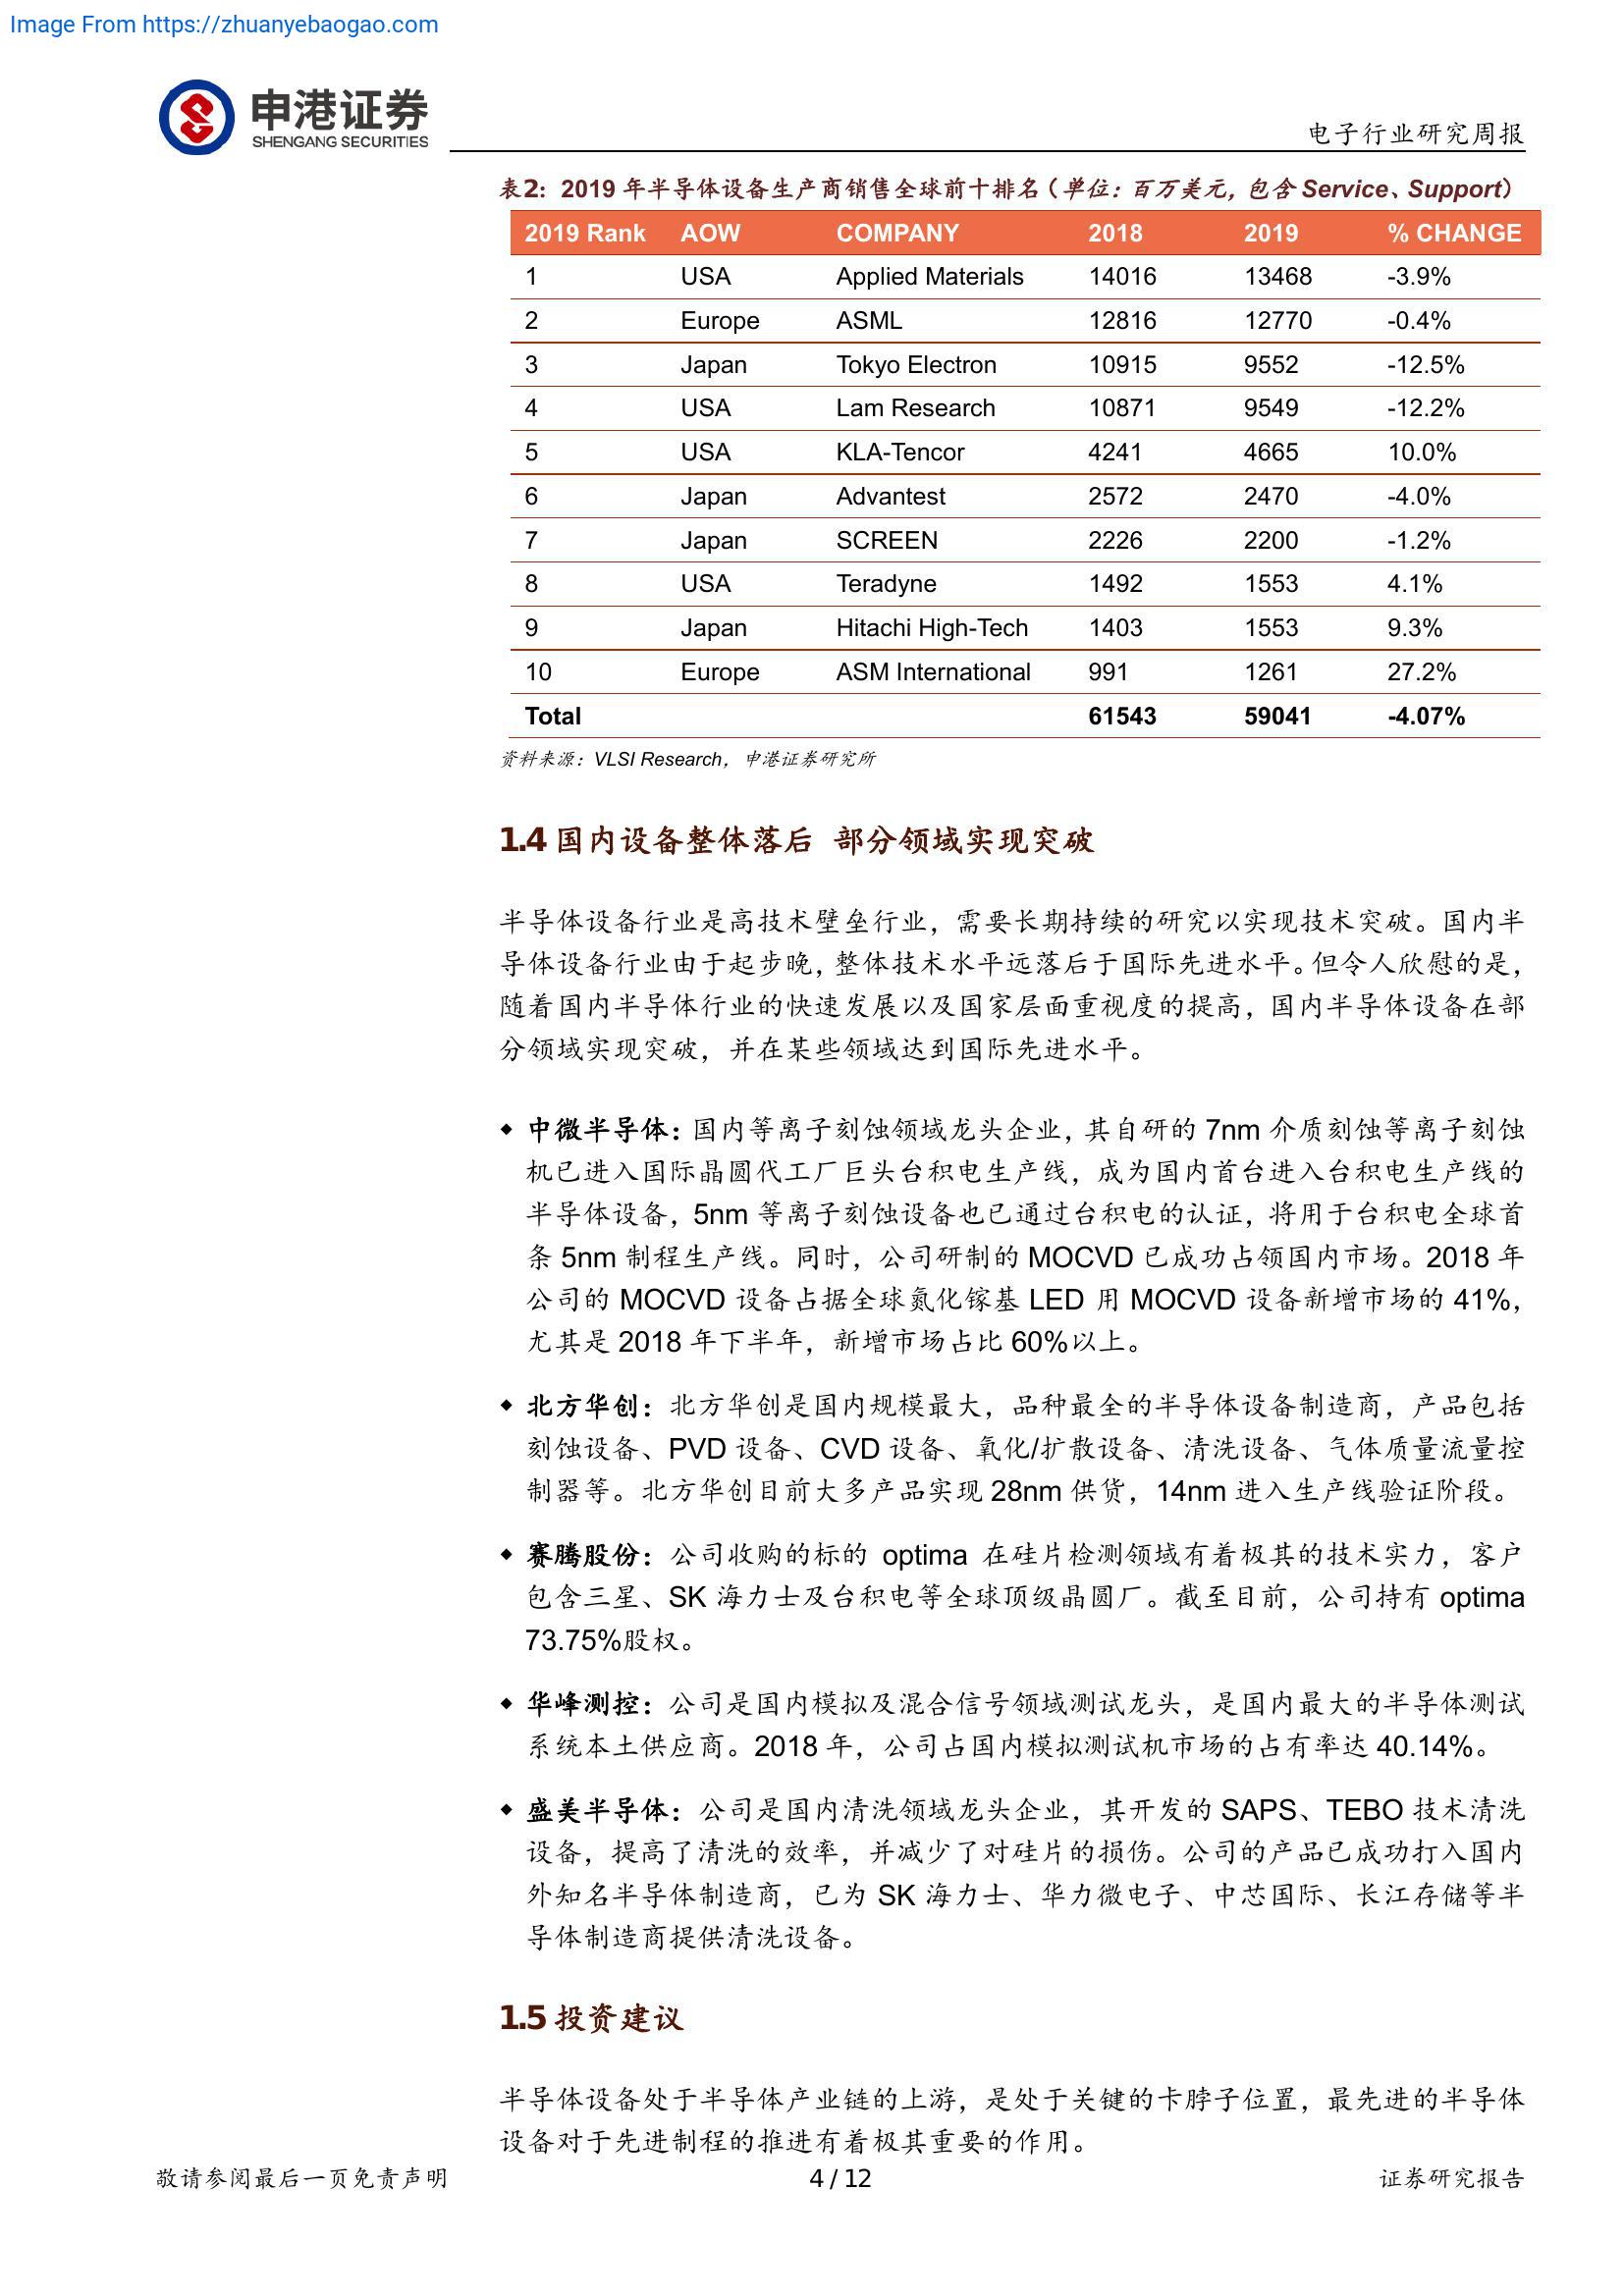 Image From https://zhuanyebaogao.com
申港证券
SHENGANG SECURITIES
电子行业研究周报
表2：2019 年半导体设备生产商销售全球前十排名（单位：百万美元，包含 Service、Support）
2019 Rank AOW COMPANY 2018 2019 % CHANGE
1 USA Applied Materials 14016 13468 -3.9%
2 Europe ASML 12816 12770 -0.4%
3 Japan Tokyo Electron 10915 9552 -12.5%
4 USA Lam Research 10871 9549 -12.2%
5 USA KLA-Tencor 4241 4665 10.0%
6 Japan Advantest 2572 2470 -4.0%
7 Japan SCREEN 2226 2200 -1.2%
8 USA Teradyne 1492 1553 4.1%
9 Japan Hitachi High-Tech 1403 1553 9.3%
10 Europe ASM International 991 1261 27.2%
Total 61543 59041 -4.07%
资料来源：VLSI Research，申港证券研究所
1.4 国内设备整体落后 部分领域实现突破
半导体设备行业是高技术壁垒行业，需要长期持续的研究以实现技术突破。国内半
导体设备行业由于起步晚，整体技术水平远落后于国际先进水平。但令人欣慰的是，
随着国内半导体行业的快速发展以及国家层面重视度的提高，国内半导体设备在部
分领域实现突破，并在某些领域达到国际先进水平。
◆ 中微半导体：国内等离子刻蚀领域龙头企业，其自研的 7nm 介质刻蚀等离子刻蚀
机已进入国际晶圆代工厂巨头台积电生产线，成为国内首台进入台积电生产线的
半导体设备，5nm 等离子刻蚀设备也已通过台积电的认证，将用于台积电全球首
条 5nm 制程生产线。同时，公司研制的 MOCVD 已成功占领国内市场。2018 年
公司的 MOCVD 设备占据全球氮化镓基 LED 用 MOCVD 设备新增市场的 41%，
尤其是 2018 年下半年，新增市场占比 60%以上。
◆ 北方华创：北方华创是国内规模最大，品种最全的半导体设备制造商，产品包括
刻蚀设备、PVD 设备、CVD 设备、氧化/扩散设备、清洗设备、气体质量流量控
制器等。北方华创目前大多产品实现 28nm 供货，14nm 进入生产线验证阶段。
◆ 赛腾股份：公司收购的标的 optima 在硅片检测领域有着极其的技术实力，客户
包含三星、SK 海力士及台积电等全球顶级晶圆厂。截至目前，公司持有 optima
73.75%股权。
◆ 华峰测控：公司是国内模拟及混合信号领域测试龙头，是国内最大的半导体测试
系统本土供应商。2018 年，公司占国内模拟测试机市场的占有率达 40.14%。
◆ 盛美半导体：公司是国内清洗领域龙头企业，其开发的 SAPS、TEBO 技术清洗
设备，提高了清洗的效率，并减少了对硅片的损伤。公司的产品已成功打入国内
外知名半导体制造商，已为 SK 海力士、华力微电子、中芯国际、长江存储等半
导体制造商提供清洗设备。
1.5 投资建议
半导体设备处于半导体产业链的上游，是处于关键的卡脖子位置，最先进的半导体
设备对于先进制程的推进有着极其重要的作用。
敬请参阅最后一页免责声明 4 / 12 证券研究报告